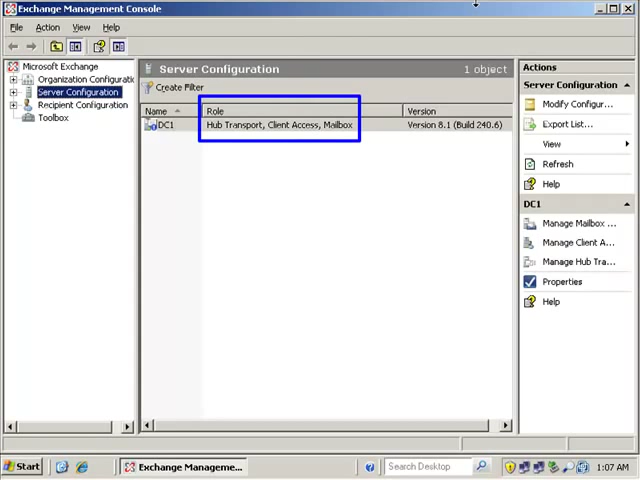 Exchange Management Console
File Action View Help
Microsoft Exchange
Organization Configuratio
Server Configuration
Recipient Configuration
Toolbox
Server Configuration 1 object
Create Filter
Name Role Version
DC1 Hub Transport, Client Access, Mailbox Version 8.1 (Build 240.6)
Actions
Server Configuration
Modify Configur...
Export List...
View
Refresh
Help
DC1
Manage Mailbox ...
Manage Client A...
Manage Hub Tra...
Properties
Help
Start Exchange Manageme... Search Desktop 1:07 AM